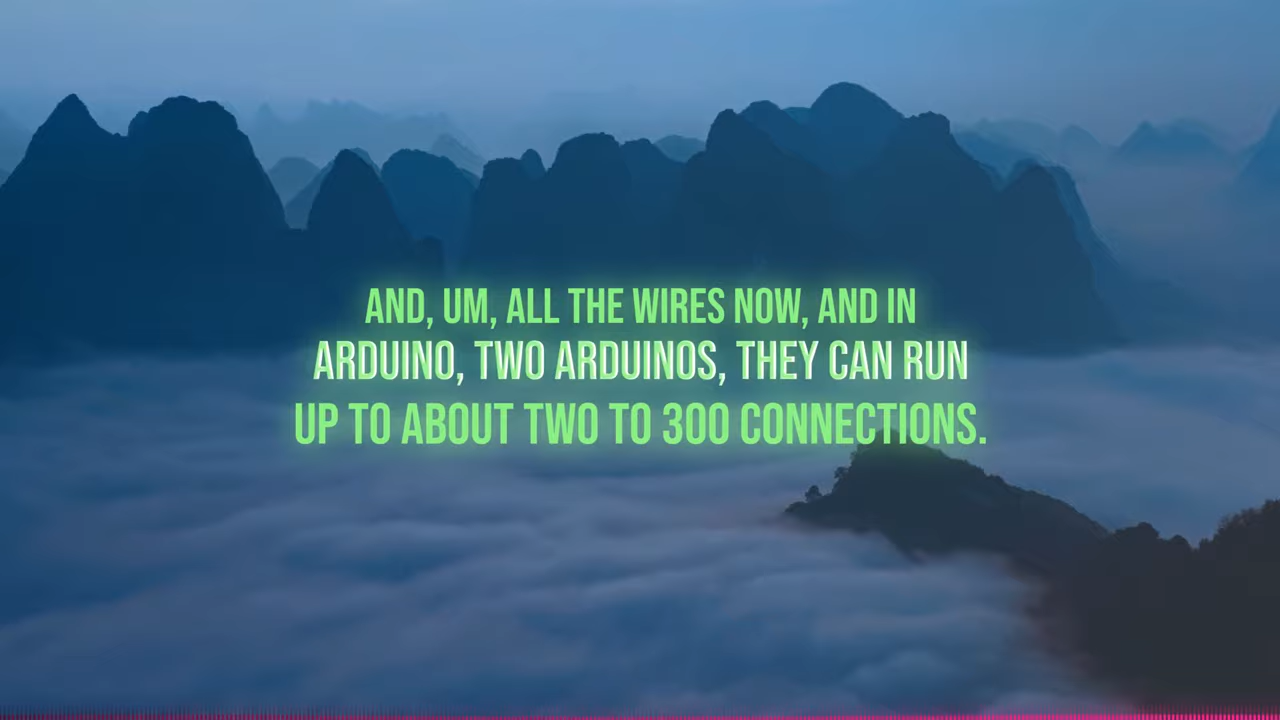 AND, UM, ALL THE WIRES NOW, AND IN
ARDUINO, TWO ARDUINOS, THEY CAN RUN
UP TO ABOUT TWO TO 300 CONNECTIONS.